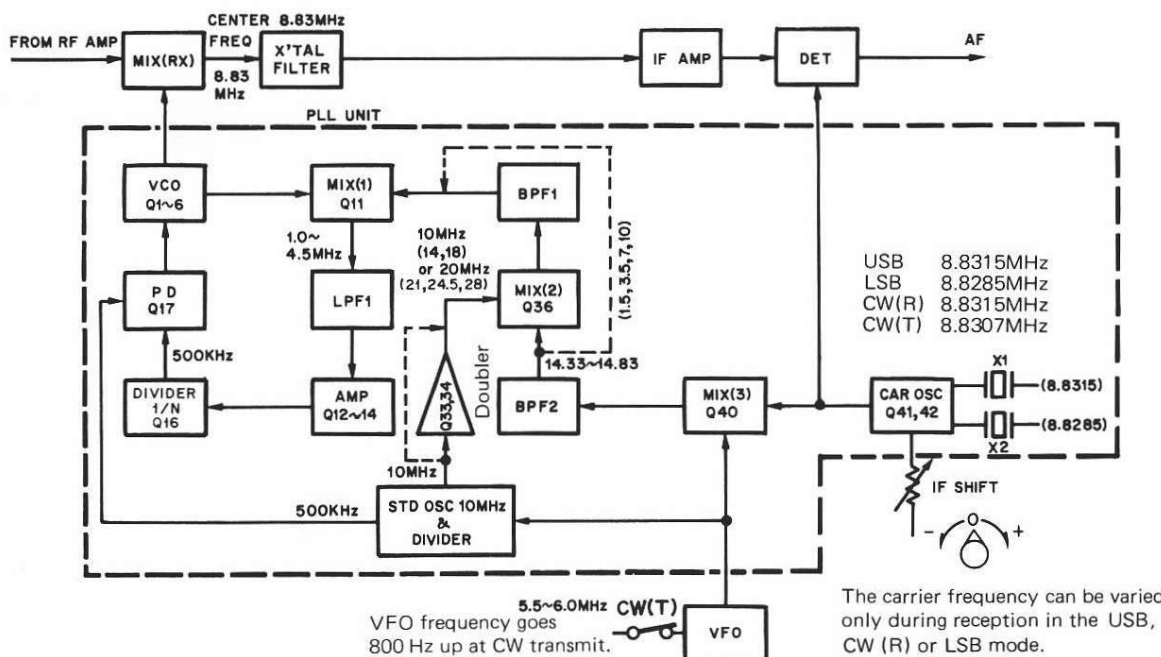 CENTER 8.83MHz
FROM RF AMP
MIX(RX)
FREQ
8.83
MHz
X'TAL
FILTER
IF AMP
DET
AF
PLL UNIT
VCO
Q1~6
MIX(1)
Q11
BPF1
1.0~
4.5MHz
10MHz
(14,18)
or 20MHz
(21,24.5,28)
(1.5,3.5,7,10)
PD
Q17
LPF1
MIX(2)
Q36
USB 8.8315MHz
LSB 8.8285MHz
CW(R) 8.8315MHz
CW(T) 8.8307MHz
500KHz
14.33~14.83
DIVIDER
1/N
Q16
AMP
Q12~14
Q33,34
Doubler
BPF2
MIX(3)
Q40
CAR OSC
Q41,42
X1
(8.8315)
(8.8285)
X2
10MHz
IF SHIFT
500KHz
STD OSC 10MHz
&
DIVIDER
- 0 +
5.5~6.0MHz
CW(T)
VFO
VFO frequency goes
800 Hz up at CW transmit.
The carrier frequency can be varied
only during reception in the USB,
CW (R) or LSB mode.